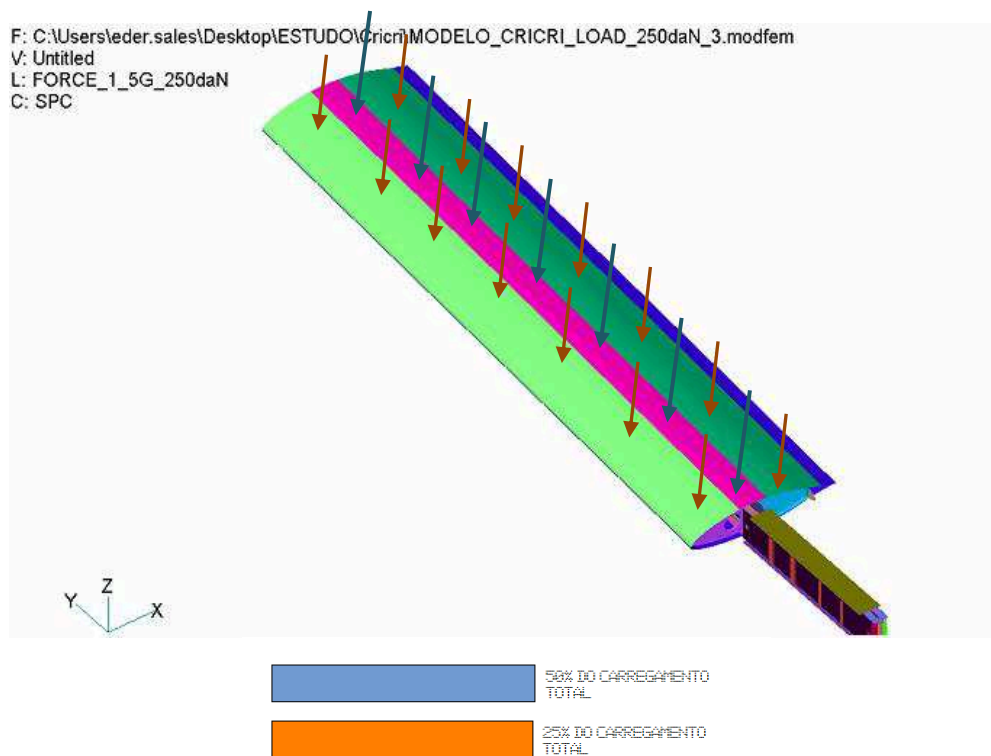 F: C:\Users\eder.sales\Desktop\ESTUDO\Cricri\MODELO_CRICRI_LOAD_250daN_3.modfem
V: Untitled
L: FORCE_1_5G_250daN
C: SPC
Z
Y
X
50% DO CARREGAMENTO
TOTAL
25% DO CARREGAMENTO
TOTAL